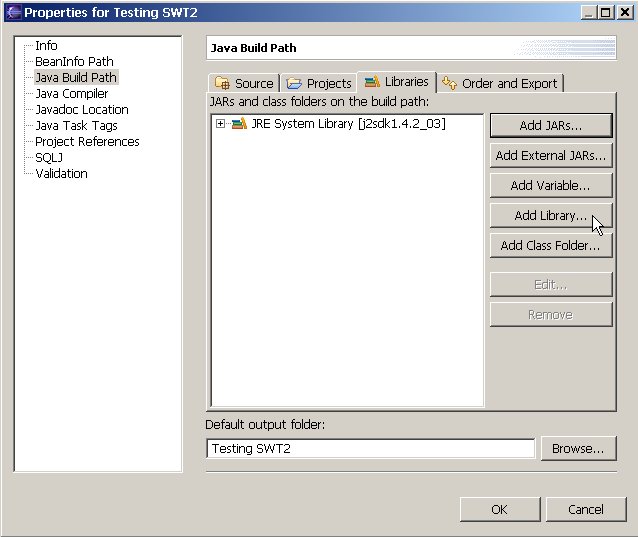 Properties for Testing SWT2
Info
BeanInfo Path
Java Build Path
Java Compiler
Javadoc Location
Java Task Tags
Project References
SQLJ
Validation
Java Build Path
Source Projects Libraries Order and Export
JARs and class folders on the build path:
JRE System Library [j2sdk1.4.2_03]
Add JARs...
Add External JARs...
Add Variable...
Add Library...
Add Class Folder...
Edit...
Remove
Default output folder:
Testing SWT2 Browse...
OK Cancel